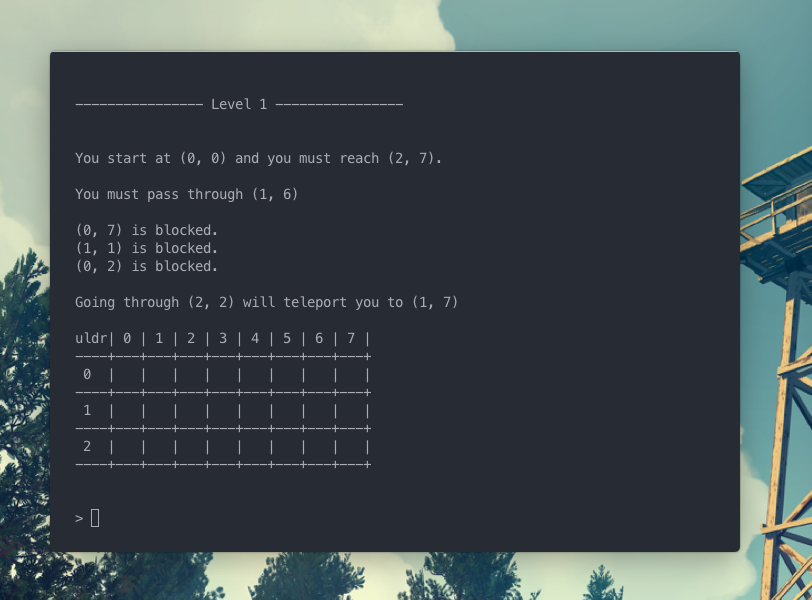 ———————————————— Level 1 ————————————————
You start at (0, 0) and you must reach (2, 7).
You must pass through (1, 6)
(0, 7) is blocked.
(1, 1) is blocked.
(0, 2) is blocked.
Going through (2, 2) will teleport you to (1, 7)
uldr| 0 | 1 | 2 | 3 | 4 | 5 | 6 | 7 |
————+———+———+———+———+———+———+———+———+
 0  |   |   |   |   |   |   |   |   |
————+———+———+———+———+———+———+———+———+
 1  |   |   |   |   |   |   |   |   |
————+———+———+———+———+———+———+———+———+
 2  |   |   |   |   |   |   |   |   |
————+———+———+———+———+———+———+———+———+
>